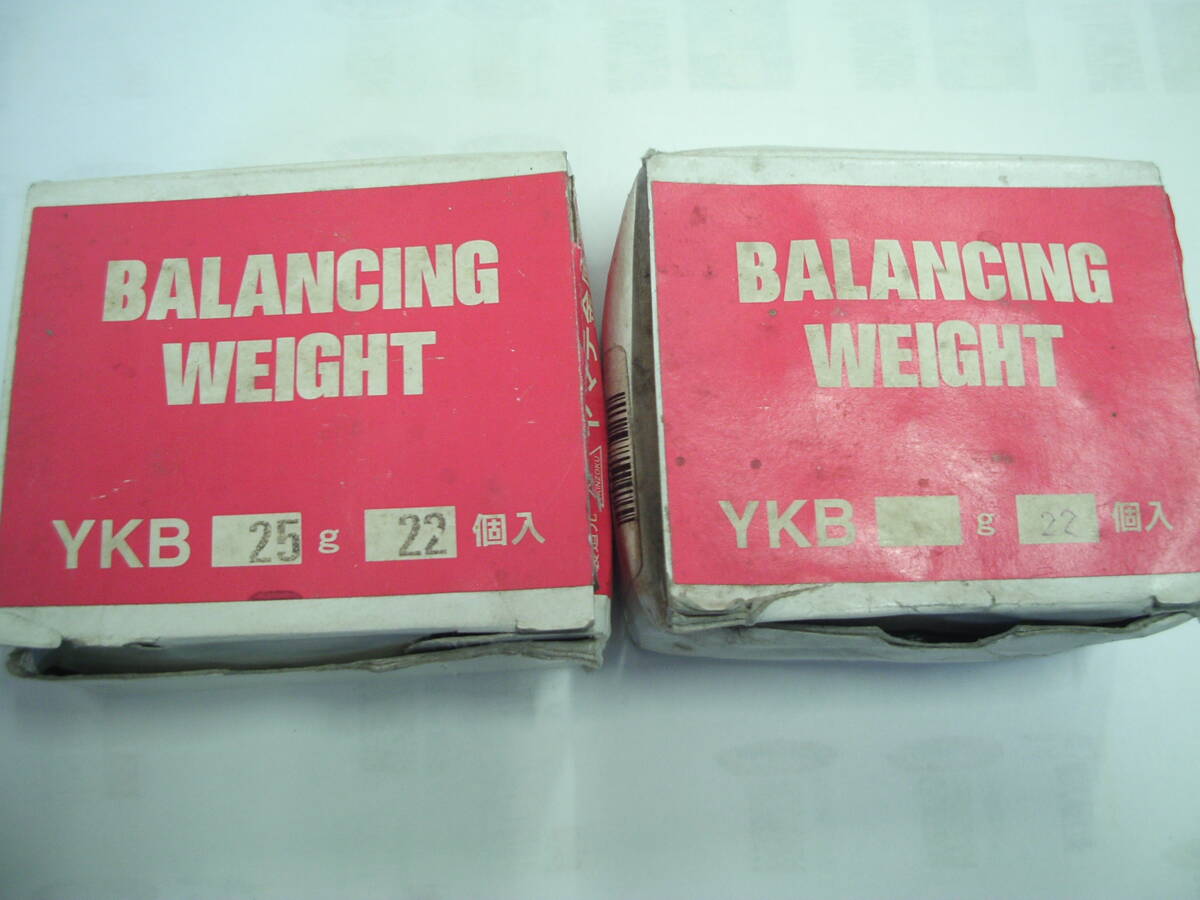 BALANCING
WEIGHT
YKB 25 g 22 個入
BALANCING
WEIGHT
YKB g 22 個入